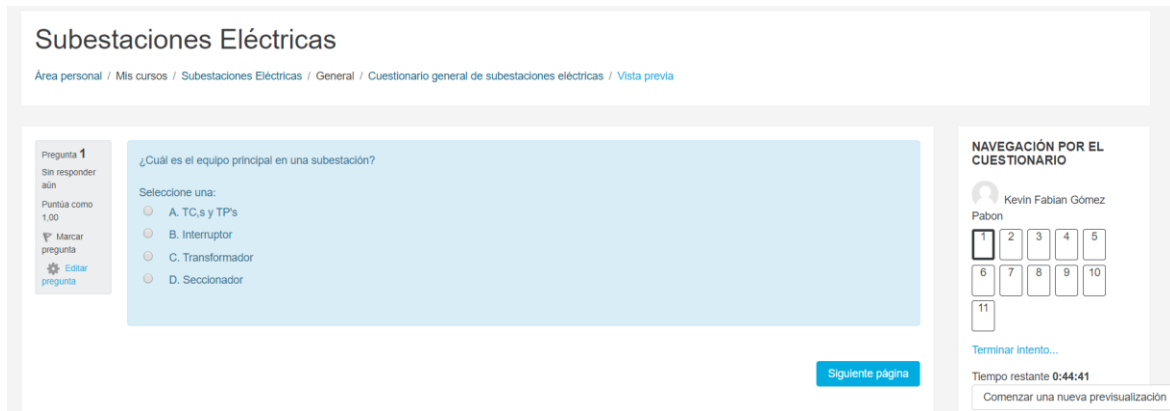 Subestaciones Eléctricas
Área personal / Mis cursos / Subestaciones Eléctricas / General / Cuestionario general de subestaciones eléctricas / Vista previa
Pregunta 1
Sin responder
aún
Puntúa como
1,00
Marcar
pregunta
Editar
pregunta
¿Cuál es el equipo principal en una subestación?
Seleccione una:
A. TC,s y TP's
B. Interruptor
C. Transformador
D. Seccionador
Siguiente página
NAVEGACIÓN POR EL
CUESTIONARIO
Kevin Fabian Gómez
Pabon
1 2 3 4 5
6 7 8 9 10
11
Terminar intento...
Tiempo restante 0:44:41
Comenzar una nueva previsualización